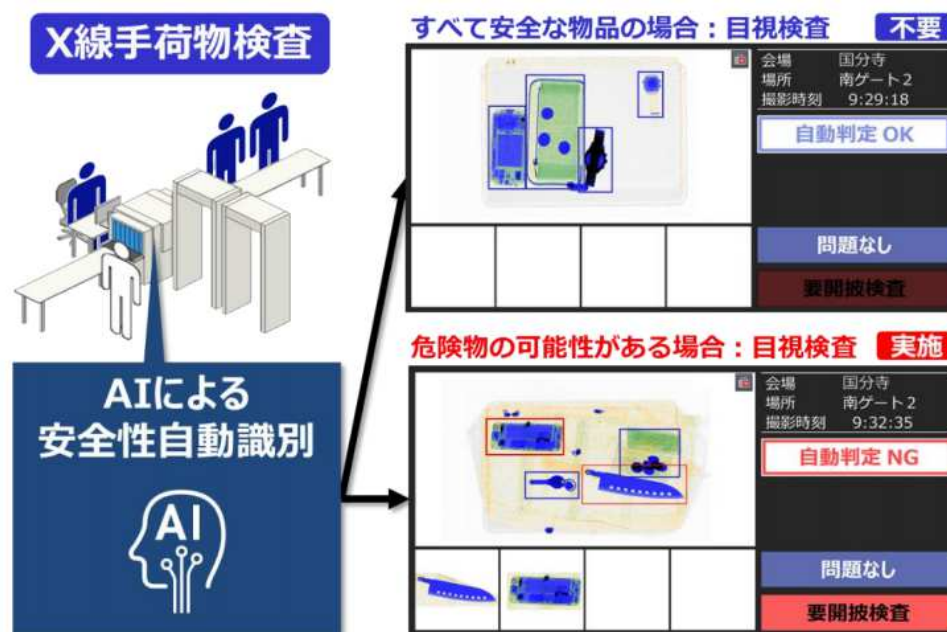 X線手荷物検査
AIによる
安全性自動識別
AI
すべて安全な物品の場合：目視検査 不要
会場 国分寺
場所 南ゲート2
撮影時刻 9:29:18
自動判定 OK
問題なし
要開披検査
危険物の可能性がある場合：目視検査 実施
会場 国分寺
場所 南ゲート2
撮影時刻 9:32:35
自動判定 NG
問題なし
要開披検査